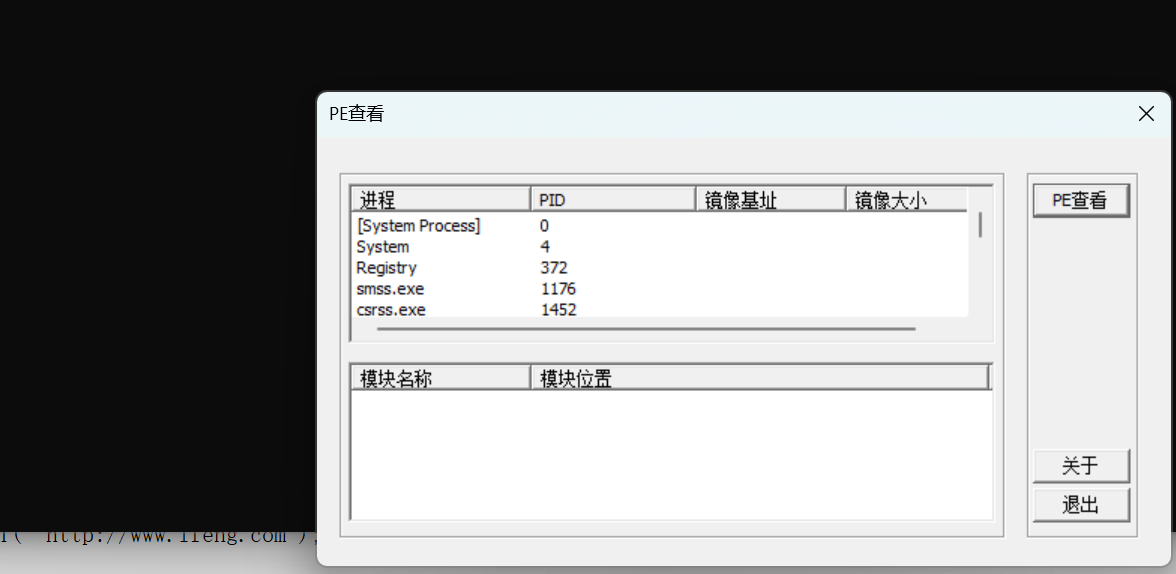 PE查看
进程 PID 镜像基址 镜像大小
[System Process] 0
System 4
Registry 372
smss.exe 1176
csrss.exe 1452
模块名称 模块位置
PE查看
关于
退出
http://www.ifeng.com